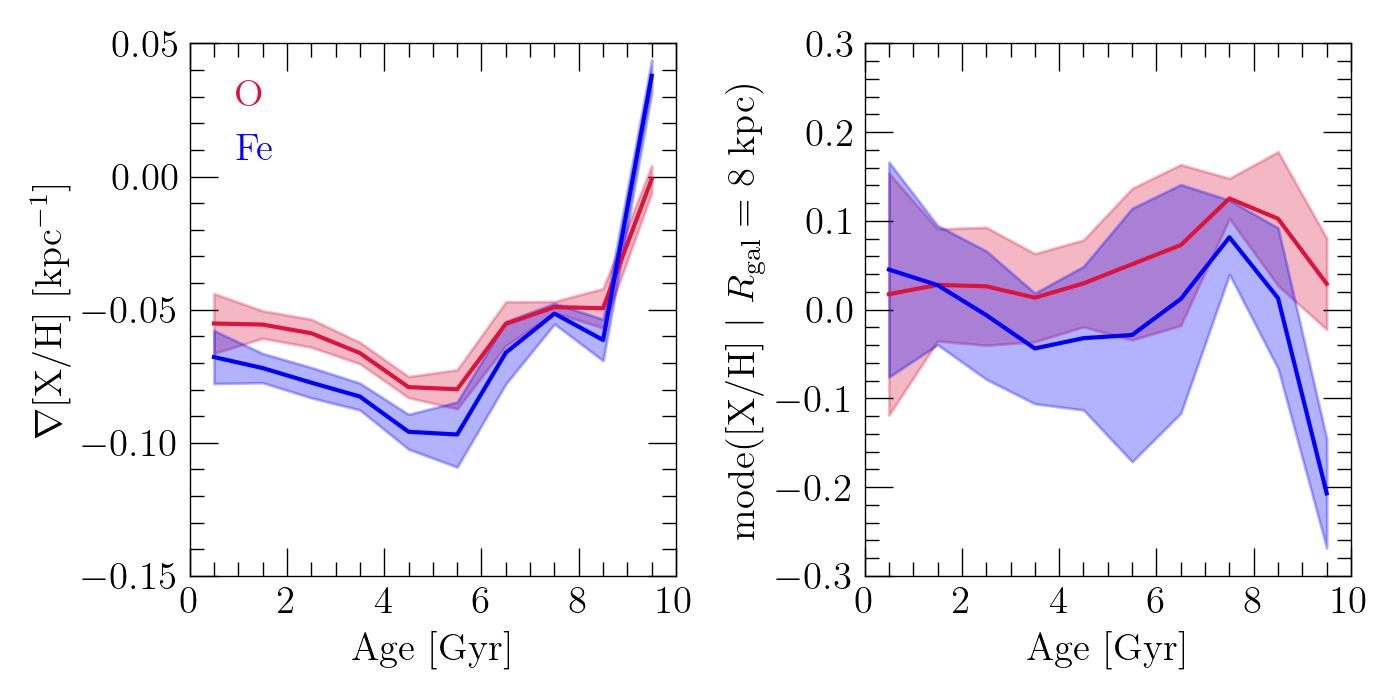 0.05
0.00
−0.05
−0.10
−0.15
∇[X/H] [kpc⁻¹]
O
Fe
0 2 4 6 8 10
Age [Gyr]
0.3
0.2
0.1
0.0
−0.1
−0.2
−0.3
mode([X/H] | R_gal = 8 kpc)
0 2 4 6 8 10
Age [Gyr]